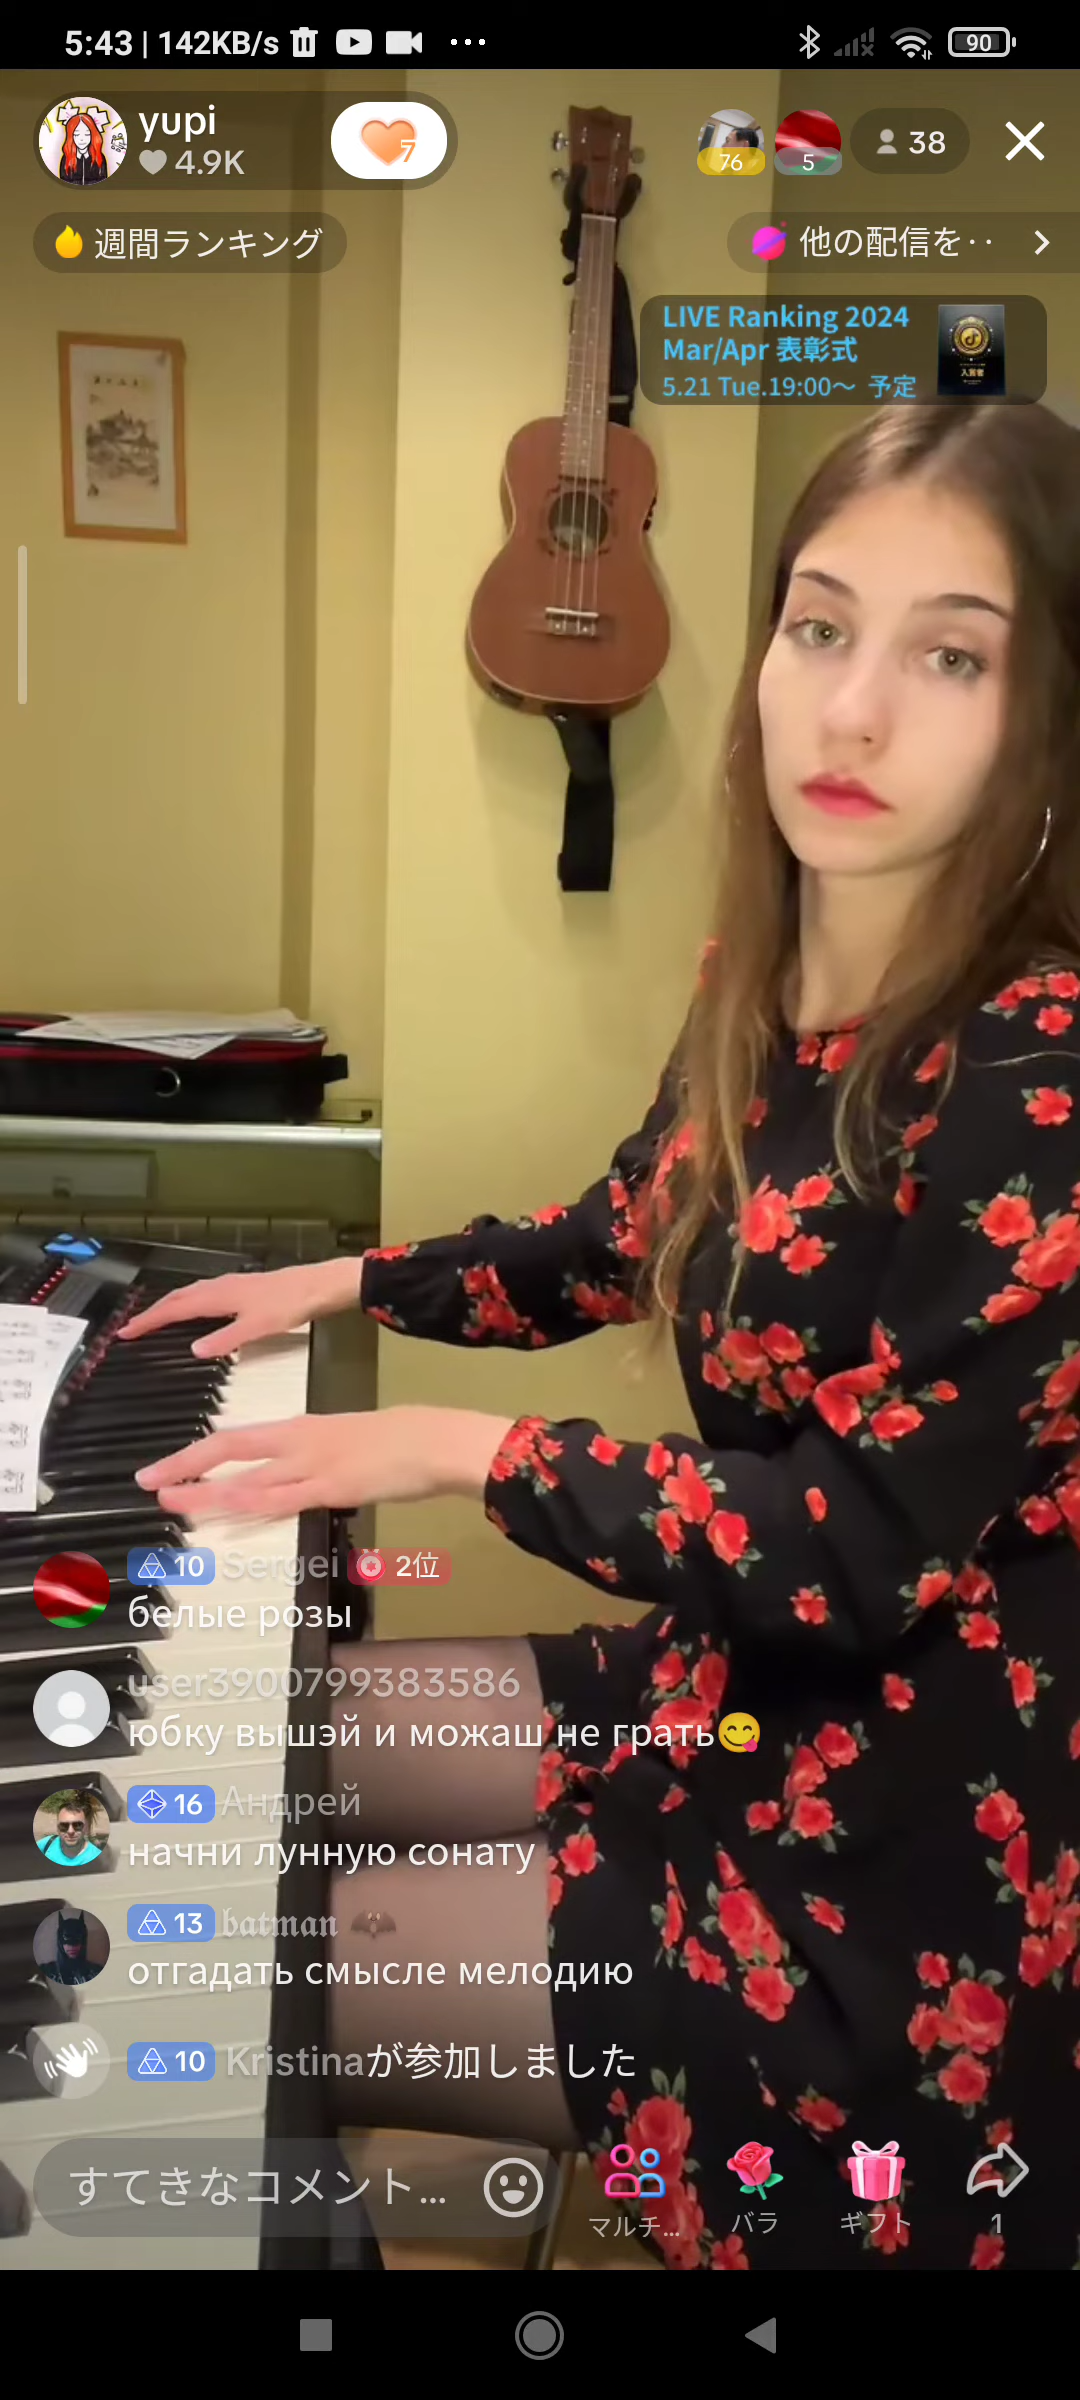 5:43 | 142KB/s
90
yupi
4.9K
7
76
5
38
週間ランキング
他の配信を‥
LIVE Ranking 2024
Mar/Apr 表彰式
5.21 Tue.19:00～ 予定
入賞者
10 Sergei 2位
белые розы
user3900799383586
юбку вышэй и можаш не грать😋
16 Андрей
начни лунную сонату
13 𝖇𝖆𝖙𝖒𝖆𝖓 🦇
отгадать смысле мелодию
10 Kristinaが参加しました
すてきなコメント...
マルチ...
バラ
ギフト
1